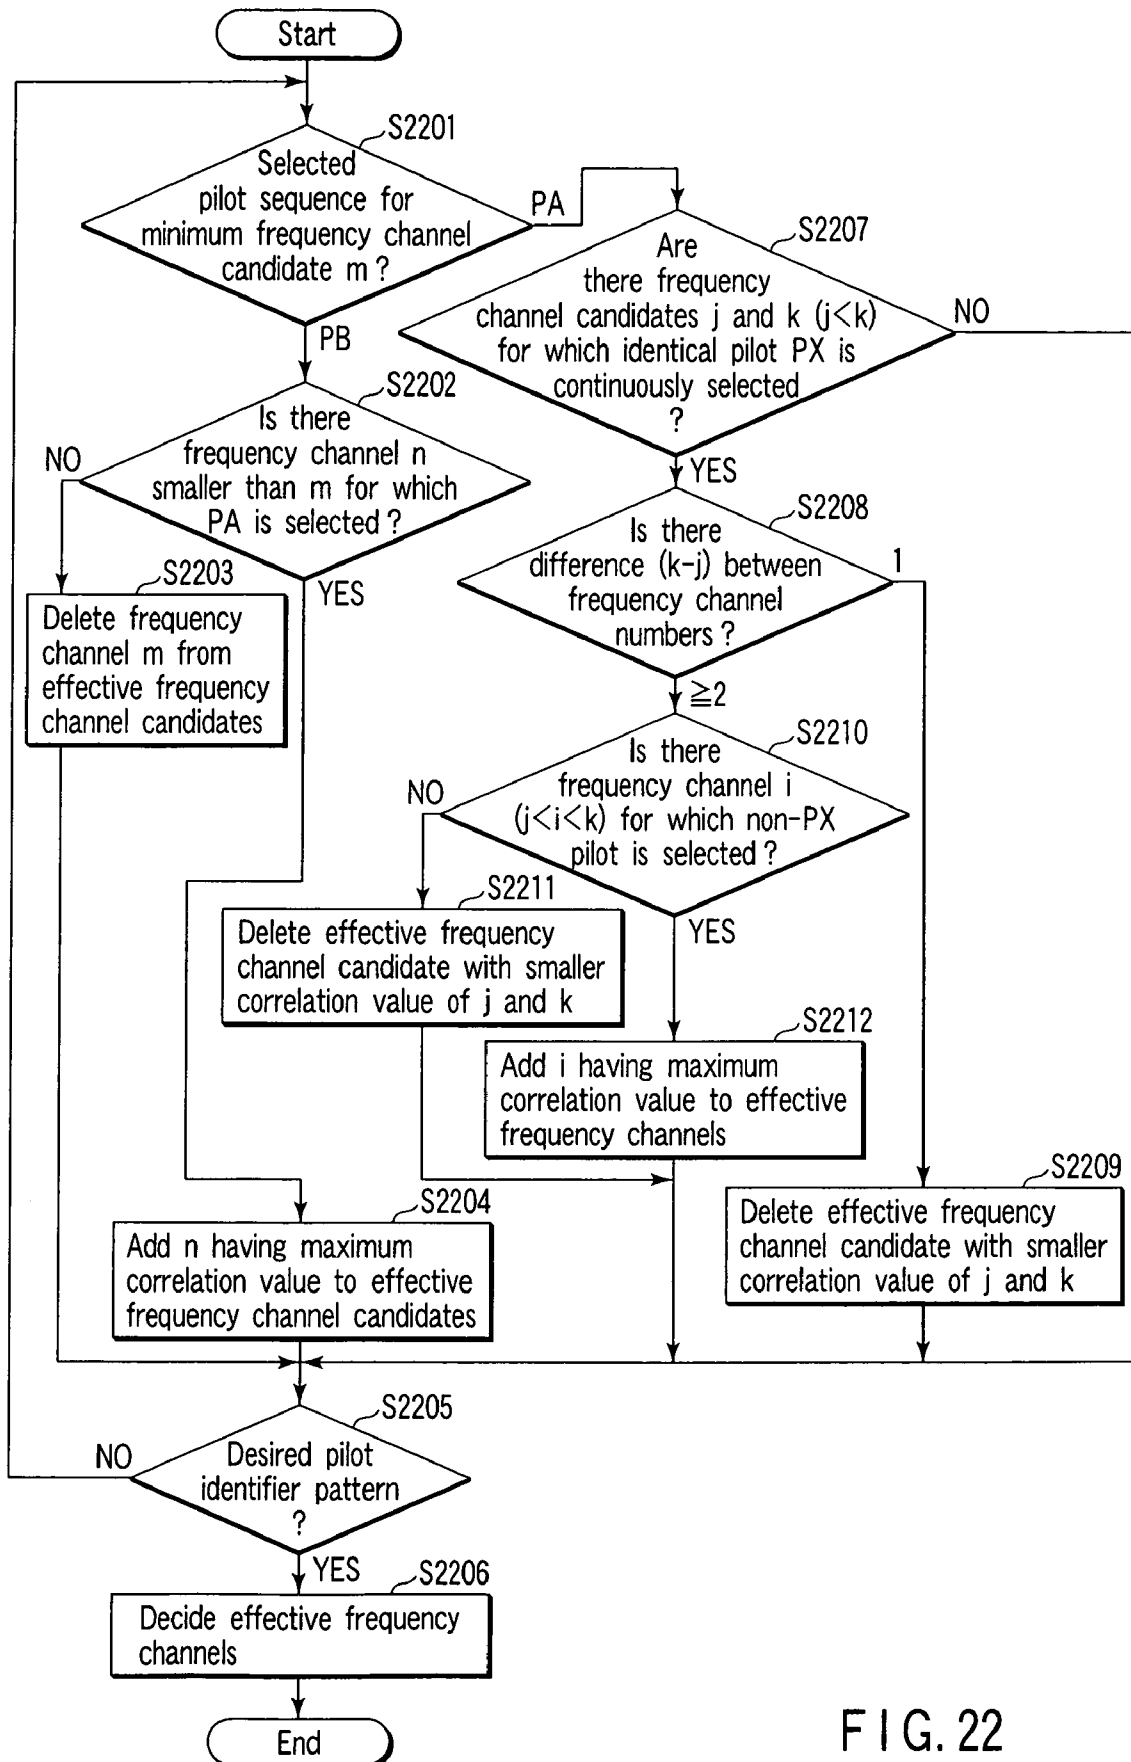 Start
S2201
Selected
pilot sequence for
minimum frequency channel
candidate m?
PA
PB
S2202
Is there
frequency channel n
smaller than m for which
PA is selected?
NO
YES
S2203
Delete frequency
channel m from
effective frequency
channel candidates
S2207
Are
there frequency
channel candidates j and k (j<k)
for which identical pilot PX is
continuously selected
?
NO
YES
S2208
Is there
difference (k-j) between
frequency channel
numbers?
1
≧2
S2210
Is there
frequency channel i
(j<i<k) for which non-PX
pilot is selected?
NO
YES
S2211
Delete effective frequency
channel candidate with smaller
correlation value of j and k
S2212
Add i having maximum
correlation value to effective
frequency channels
S2209
Delete effective frequency
channel candidate with smaller
correlation value of j and k
S2204
Add n having maximum
correlation value to effective
frequency channel candidates
S2205
Desired pilot
identifier pattern
?
NO
YES
S2206
Decide effective frequency
channels
End
FIG. 22